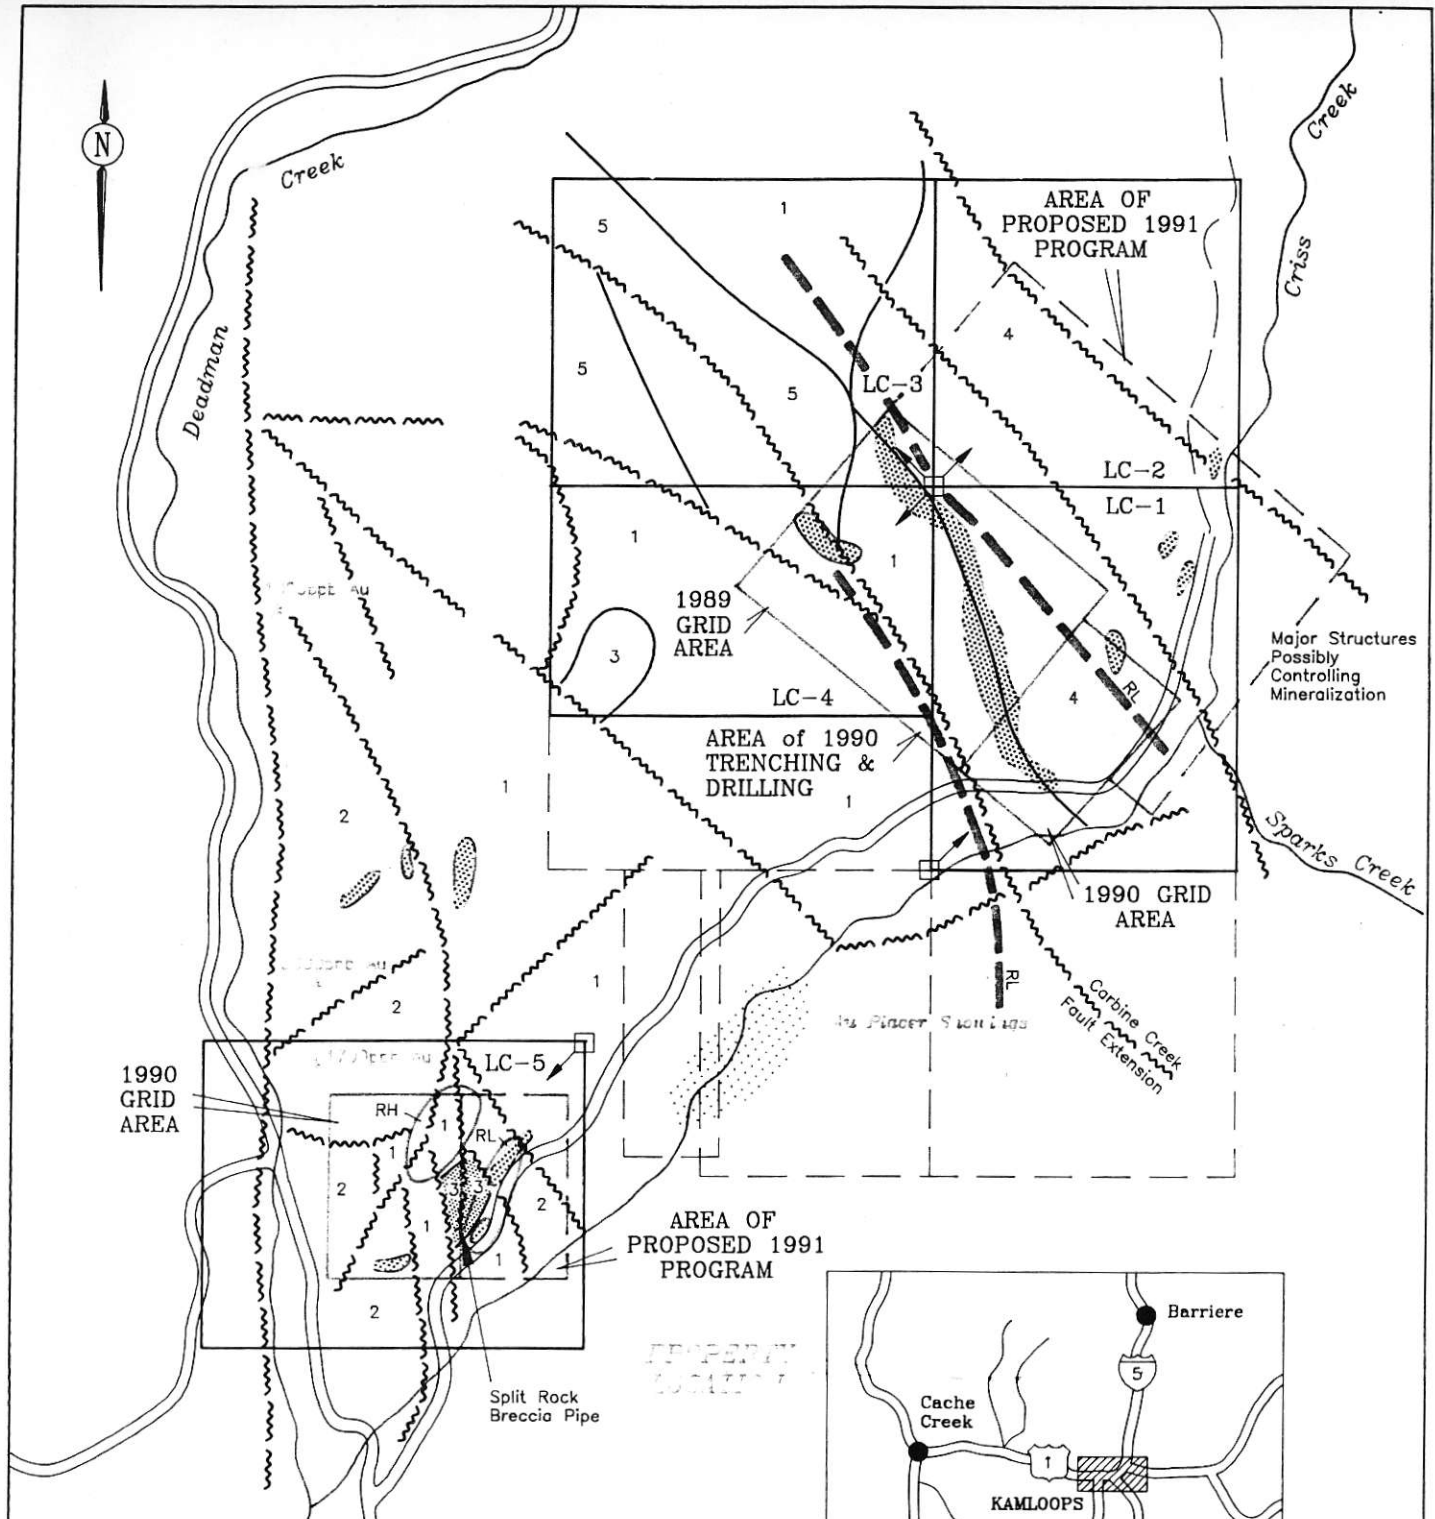 N
Creek
Deadman
Creek
Criss
5
1
AREA OF
PROPOSED 1991
PROGRAM
4
5
5
LC-3
LC-2
LC-1
1
1
1989
GRID
AREA
3
4
RL
LC-4
Major Structures
Possibly
Controlling
Mineralization
AREA of 1990
TRENCHING &
DRILLING
1
1
2
Sparks Creek
1990 GRID
AREA
1
2
RL
Carbine Creek
Fault Extension
Au Placer
LC-5
1990
GRID
AREA
RH
1
RL
1
2
3
3
2
1
1
2
AREA OF
PROPOSED 1991
PROGRAM
Split Rock
Breccia Pipe
PROPERTY
Barriere
5
Cache
Creek
1
KAMLOOPS